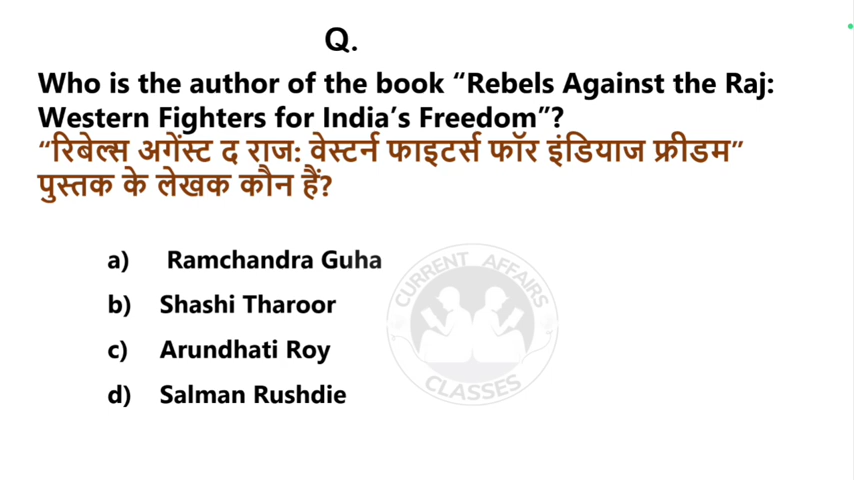 Q.
Who is the author of the book “Rebels Against the Raj:
Western Fighters for India’s Freedom”?
“रिबेल्स अगेंस्ट द राज: वेस्टर्न फाइटर्स फॉर इंडियाज फ्रीडम”
पुस्तक के लेखक कौन हैं?
a) Ramchandra Guha
b) Shashi Tharoor
c) Arundhati Roy
d) Salman Rushdie
CURRENT AFFAIRS
CLASSES